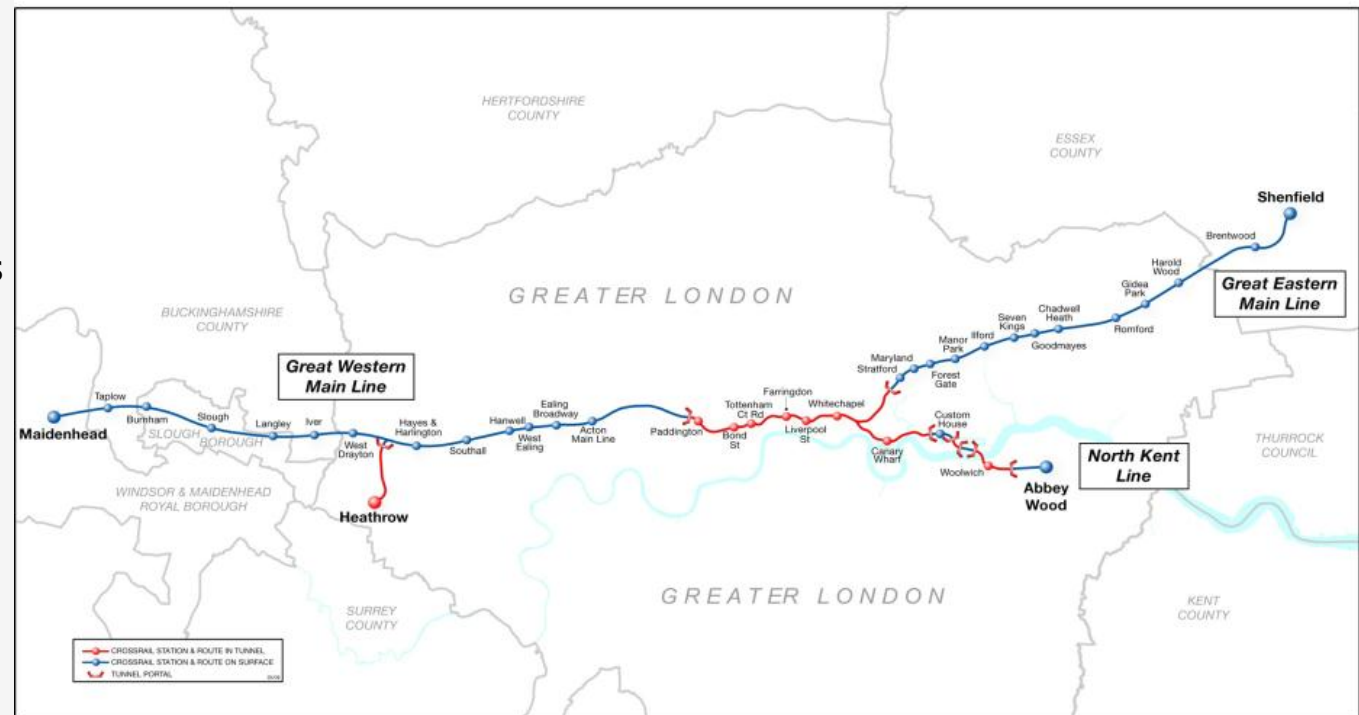 HERTFORDSHIRE
COUNTY
ESSEX
COUNTY
Shenfield
Brentwood
Harold
Wood
Gidea
Park
Great Eastern
Main Line
GREATER LONDON
BUCKINGHAMSHIRE
COUNTY
Chadwell
Heath
Seven
Kings
Ilford
Romford
Goodmayes
Manor
Park
Maryland
Stratford
Forest
Gate
Great Western
Main Line
Farringdon
Tottenham
Ct Rd
Whitechapel
Taplow
Burnham
Slough
Langley
Iver
Hayes &
Harlington
Hanwell
Ealing
Broadway
Maidenhead
SLOUGH
BOROUGH
West
Drayton
Southall
West
Ealing
Acton
Main Line
Paddington
Bond
St
Liverpool
St
Custom
House
Canary
Wharf
Woolwich
North Kent
Line
THURROCK
COUNCIL
Abbey
Wood
WINDSOR & MAIDENHEAD
ROYAL BOROUGH
Heathrow
GREATER LONDON
SURREY
COUNTY
KENT
COUNTY
CROSSRAIL STATION & ROUTE IN TUNNEL
CROSSRAIL STATION & ROUTE ON SURFACE
TUNNEL PORTAL
s